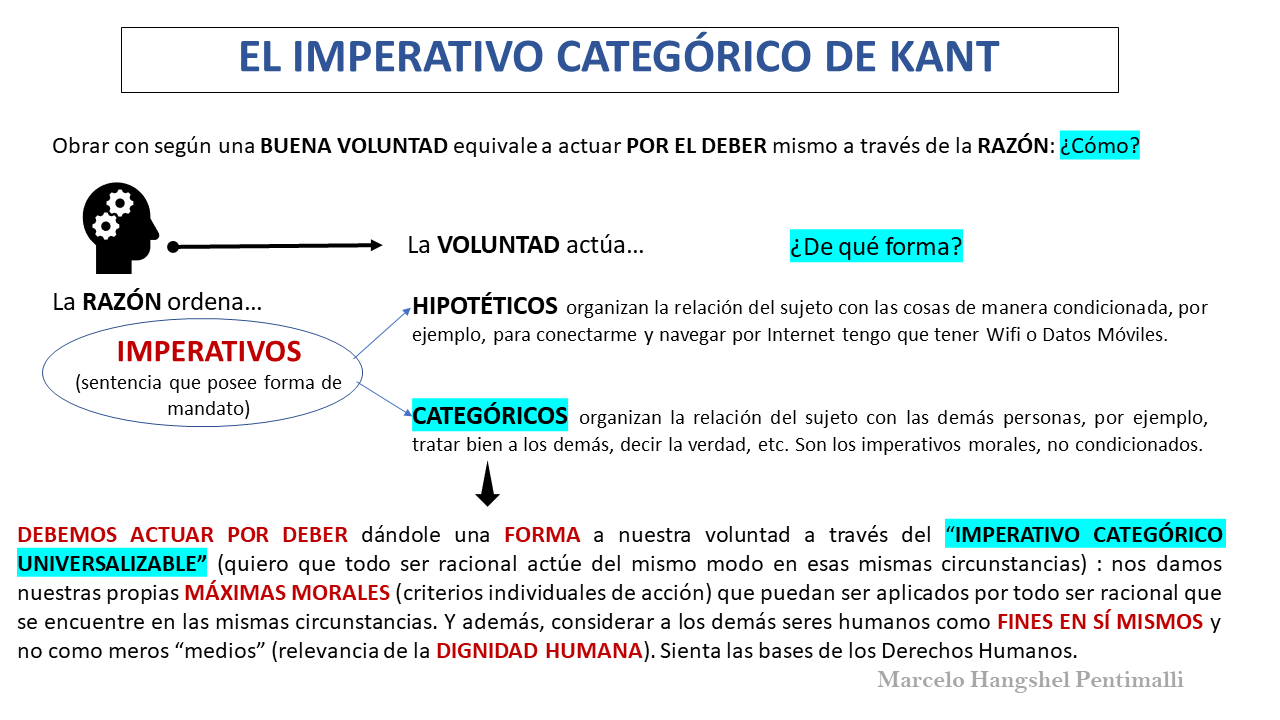 EL IMPERATIVO CATEGÓRICO DE KANT
Obrar con según una BUENA VOLUNTAD equivale a actuar POR EL DEBER mismo a través de la RAZÓN: ¿Cómo?
La VOLUNTAD actúa...
¿De qué forma?
La RAZÓN ordena...
IMPERATIVOS
(sentencia que posee forma de
mandato)
HIPOTÉTICOS organizan la relación del sujeto con las cosas de manera condicionada, por
ejemplo, para conectarme y navegar por Internet tengo que tener Wifi o Datos Móviles.
CATEGÓRICOS organizan la relación del sujeto con las demás personas, por ejemplo,
tratar bien a los demás, decir la verdad, etc. Son los imperativos morales, no condicionados.
DEBEMOS ACTUAR POR DEBER dándole una FORMA a nuestra voluntad a través del “IMPERATIVO CATEGÓRICO
UNIVERSALIZABLE” (quiero que todo ser racional actúe del mismo modo en esas mismas circunstancias) : nos damos
nuestras propias MÁXIMAS MORALES (criterios individuales de acción) que puedan ser aplicados por todo ser racional que
se encuentre en las mismas circunstancias. Y además, considerar a los demás seres humanos como FINES EN SÍ MISMOS y
no como meros “medios” (relevancia de la DIGNIDAD HUMANA). Sienta las bases de los Derechos Humanos.
Marcelo Hangshel Pentimalli